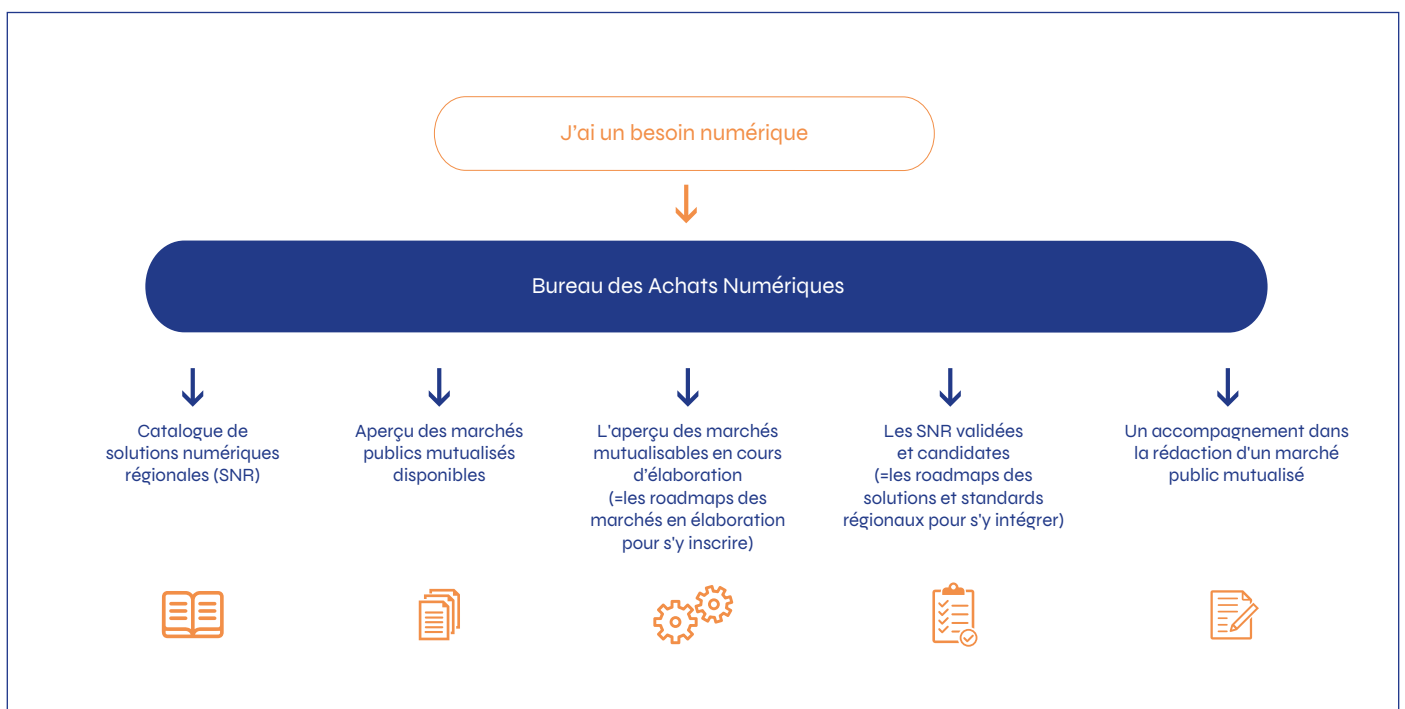 J'ai un besoin numérique
Bureau des Achats Numériques
Catalogue de
solutions numériques
régionales (SNR)
Aperçu des marchés
publics mutualisés
disponibles
L'aperçu des marchés
mutualisables en cours
d'élaboration
(=les roadmaps des
marchés en élaboration
pour s'y inscrire)
Les SNR validées
et candidates
(=les roadmaps des
solutions et standards
régionaux pour s'y intégrer)
Un accompagnement dans
la rédaction d'un marché
public mutualisé